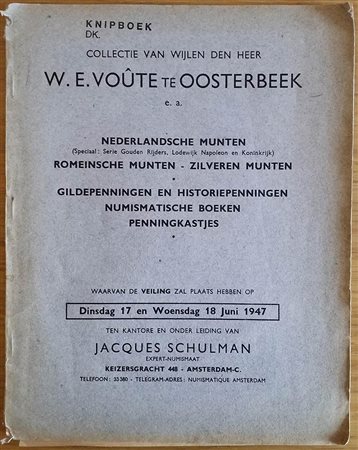 KNIPBOEK
DK.
COLLECTIE VAN WIJLEN DEN HEER
W. E. VOÛTE TE OOSTERBEEK
e. a.
NEDERLANDSCHE MUNTEN
(Speciaal: Serie Gouden Rijders, Lodewijk Napoleon en Koninkrijk)
ROMEINSCHE MUNTEN - ZILVEREN MUNTEN
•
GILDEPENNINGEN EN HISTORIEPENNINGEN
NUMISMATISCHE BOEKEN
PENNINGKASTJES
•
WAARVAN DE VEILING ZAL PLAATS HEBBEN OP
Dinsdag 17 en Woensdag 18 Juni 1947
TEN KANTORE EN ONDER LEIDING VAN
JACQUES SCHULMAN
EXPERT-NUMISMAAT
KEIZERSGRACHT 448 - AMSTERDAM-C.
TELEFOON: 33380 - TELEGRAM-ADRES: NUMISMATIQUE AMSTERDAM